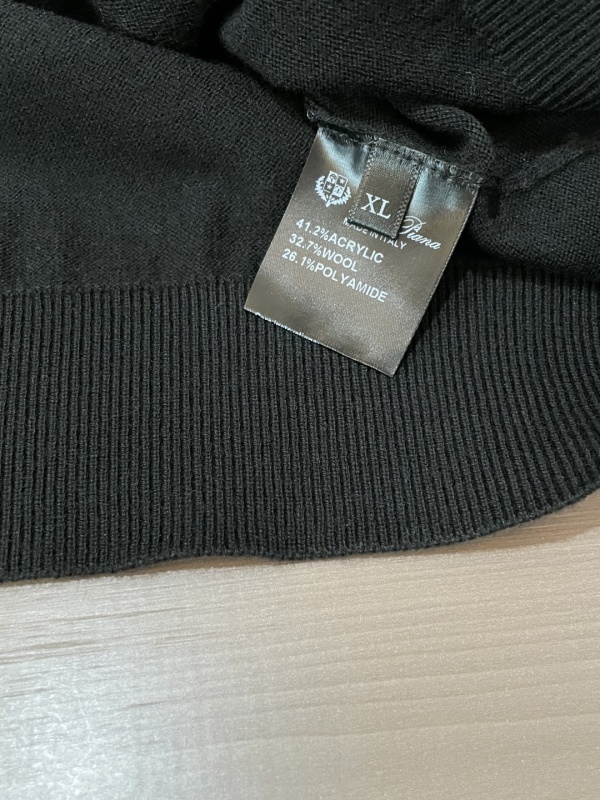 XL
Piana
MADE IN ITALY
41.2%ACRYLIC
32.7%WOOL
26.1%POLYAMIDE